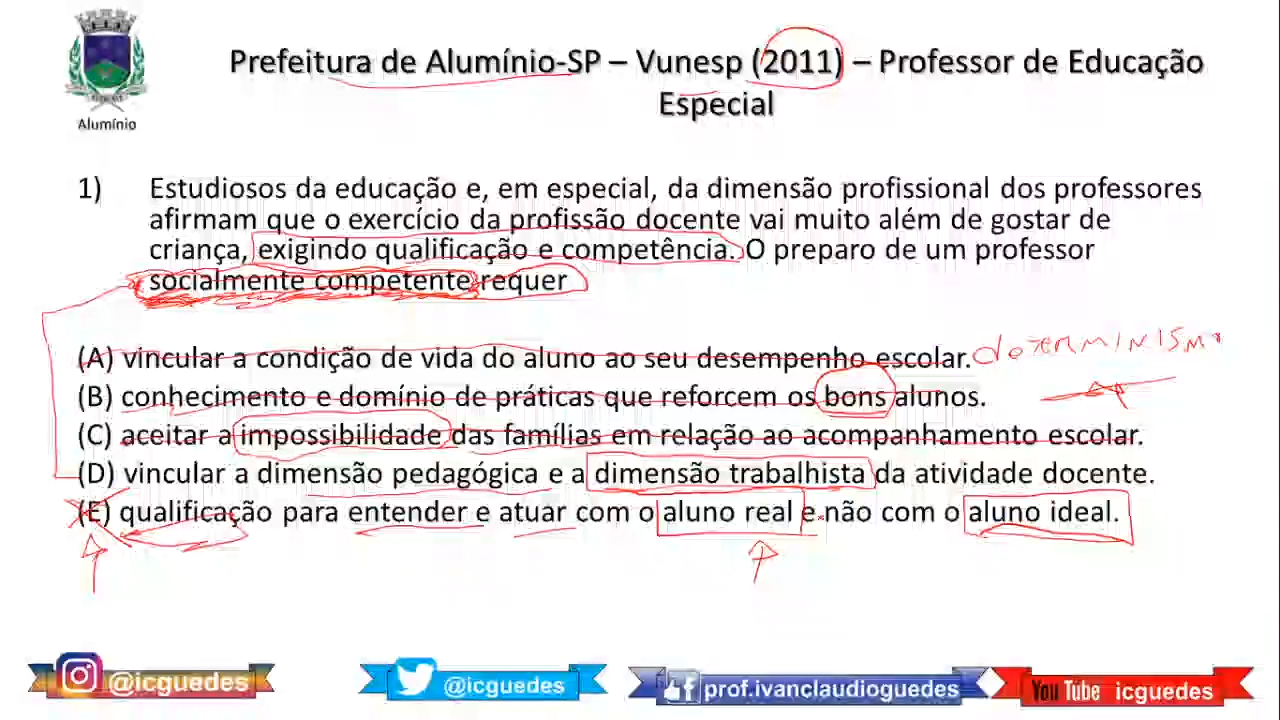 Prefeitura de Alumínio-SP – Vunesp (2011) – Professor de Educação
Especial
Alumínio
1) Estudiosos da educação e, em especial, da dimensão profissional dos professores
afirmam que o exercício da profissão docente vai muito além de gostar de
criança, exigindo qualificação e competência. O preparo de um professor
socialmente competente requer
(A) vincular a condição de vida do aluno ao seu desempenho escolar. DETERMINISMO
(B) conhecimento e domínio de práticas que reforcem os bons alunos.
(C) aceitar a impossibilidade das famílias em relação ao acompanhamento escolar.
(D) vincular a dimensão pedagógica e a dimensão trabalhista da atividade docente.
(E) qualificação para entender e atuar com o aluno real e não com o aluno ideal.
@icguedes
@icguedes
prof.ivanclaudioguedes
You Tube icguedes